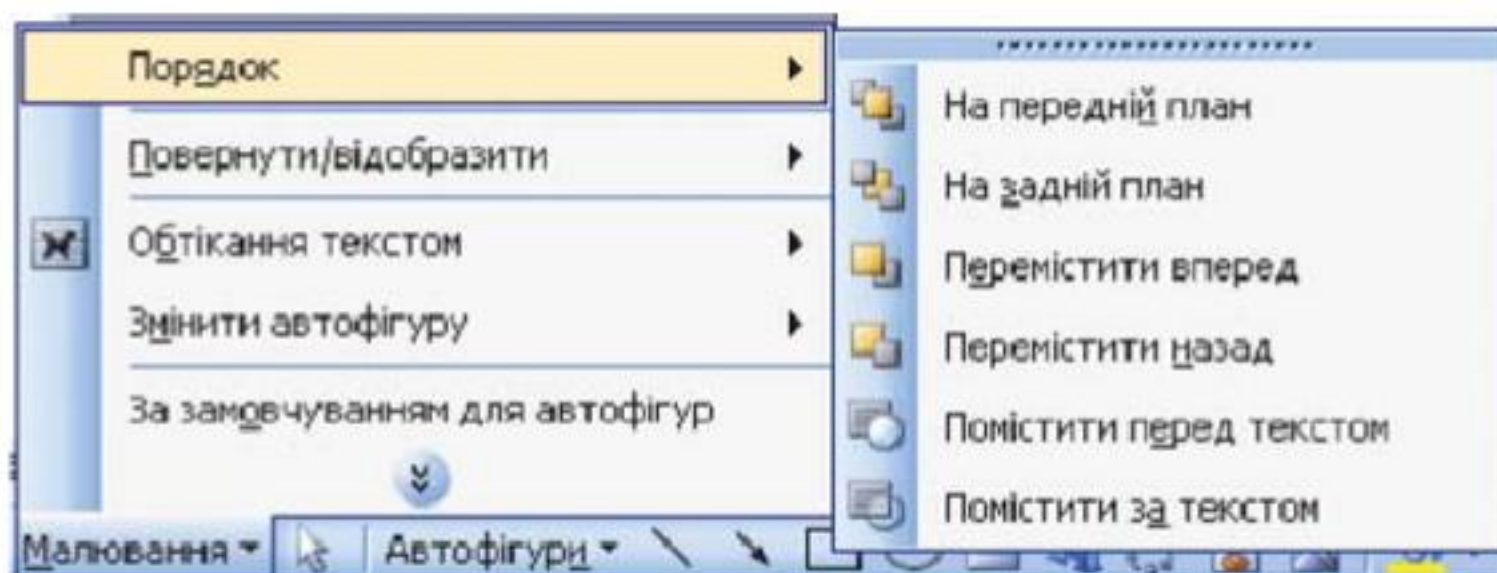 Порядок
Повернути/відобразити
Обтікання текстом
Змінити автофігуру
За замовчуванням для автофігур
Малювання
Автофігури
На передній план
На задній план
Перемістити вперед
Перемістити назад
Помістити перед текстом
Помістити за текстом